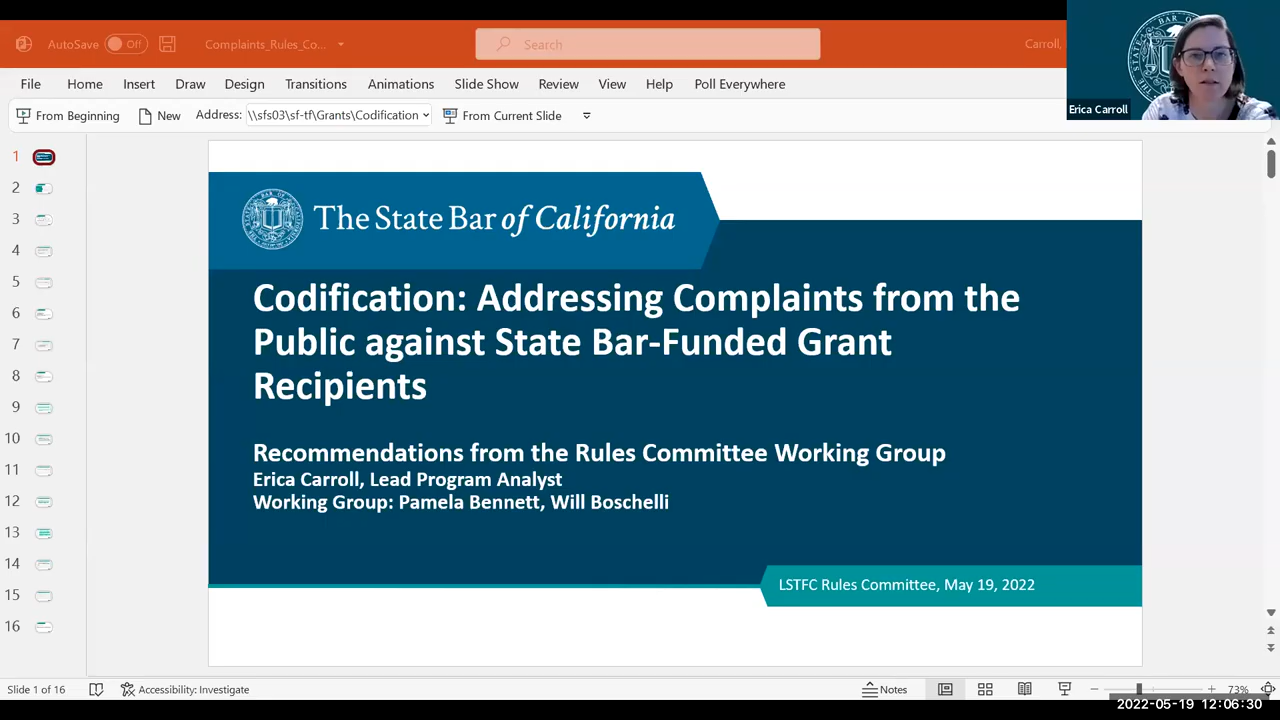 AutoSave
Off
Complaints_Rules_Co...
Search
Carroll,
File
Home
Insert
Draw
Design
Transitions
Animations
Slide Show
Review
View
Help
Poll Everywhere
Erica Carroll
From Beginning
New
Address:
\\sfs03\sf-tf\Grants\Codification
From Current Slide
1
2
3
4
5
6
7
8
9
10
11
12
13
14
15
16
The State Bar of California
Codification: Addressing Complaints from the
Public against State Bar-Funded Grant
Recipients
Recommendations from the Rules Committee Working Group
Erica Carroll, Lead Program Analyst
Working Group: Pamela Bennett, Will Boschelli
LSTFC Rules Committee, May 19, 2022
Slide 1 of 16
Accessibility: Investigate
Notes
73%
2022-05-19 12:06:30